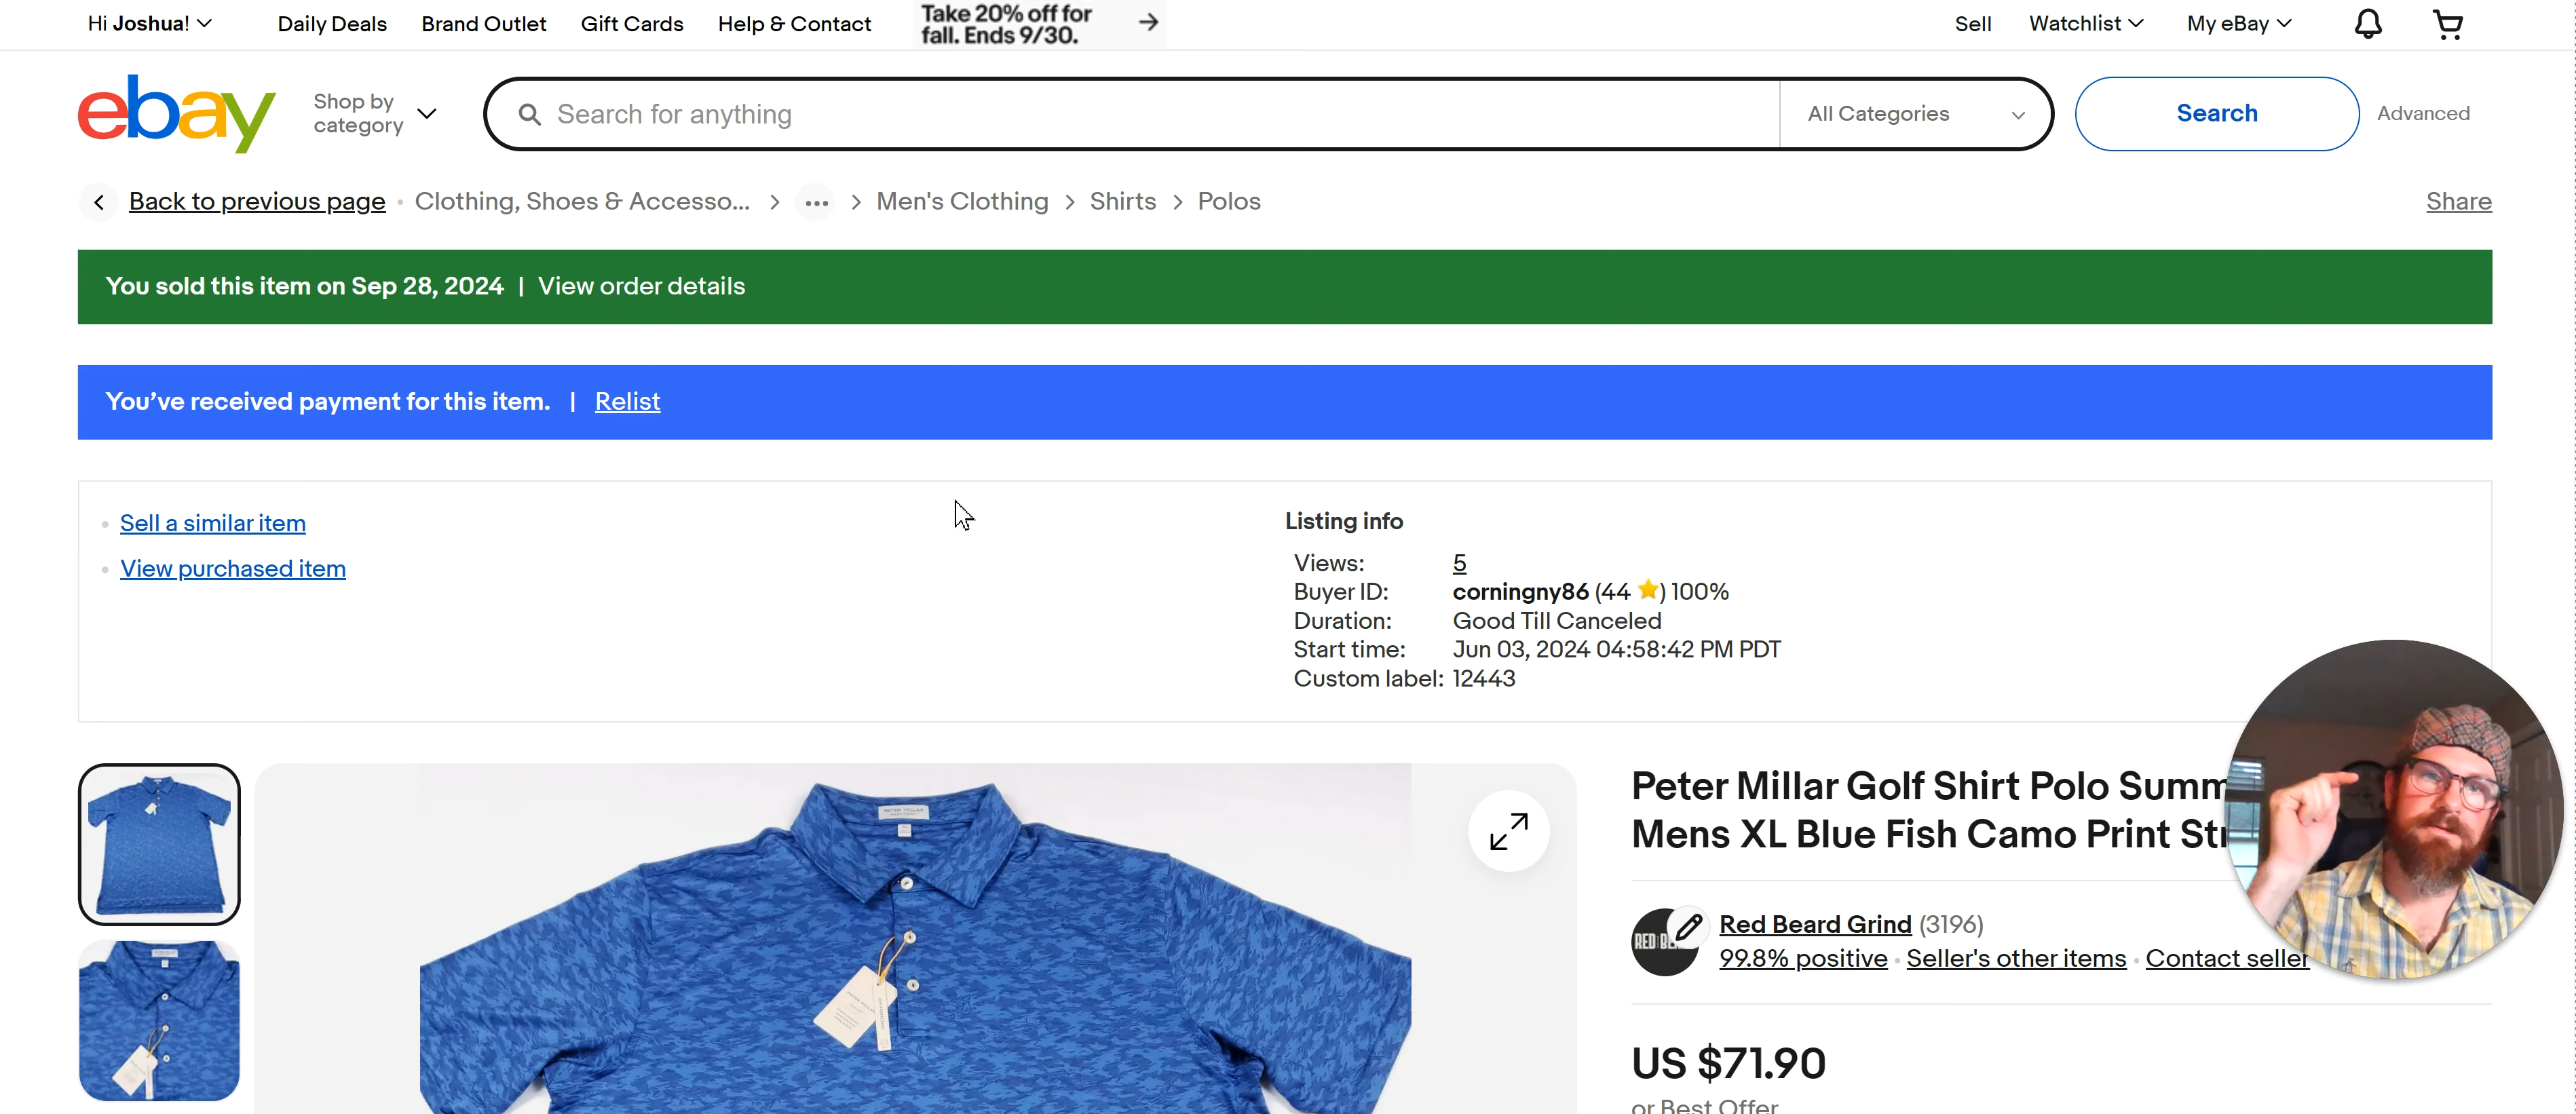 Hi Joshua!
Daily Deals
Brand Outlet
Gift Cards
Help & Contact
Take 20% off for
fall. Ends 9/30.
Sell
Watchlist
My eBay
ebay
Shop by
category
Search for anything
All Categories
Search
Advanced
Back to previous page
Clothing, Shoes & Accesso...
Men's Clothing
Shirts
Polos
Share
You sold this item on Sep 28, 2024 | View order details
You've received payment for this item. | Relist
Sell a similar item
View purchased item
Listing info
Views: 5
Buyer ID: corningny86 (44 ⭐) 100%
Duration: Good Till Canceled
Start time: Jun 03, 2024 04:58:42 PM PDT
Custom label: 12443
Peter Millar Golf Shirt Polo Summ
Mens XL Blue Fish Camo Print Str
Red Beard Grind (3196)
99.8% positive
Seller's other items
Contact seller
US $71.90
or Best Offer